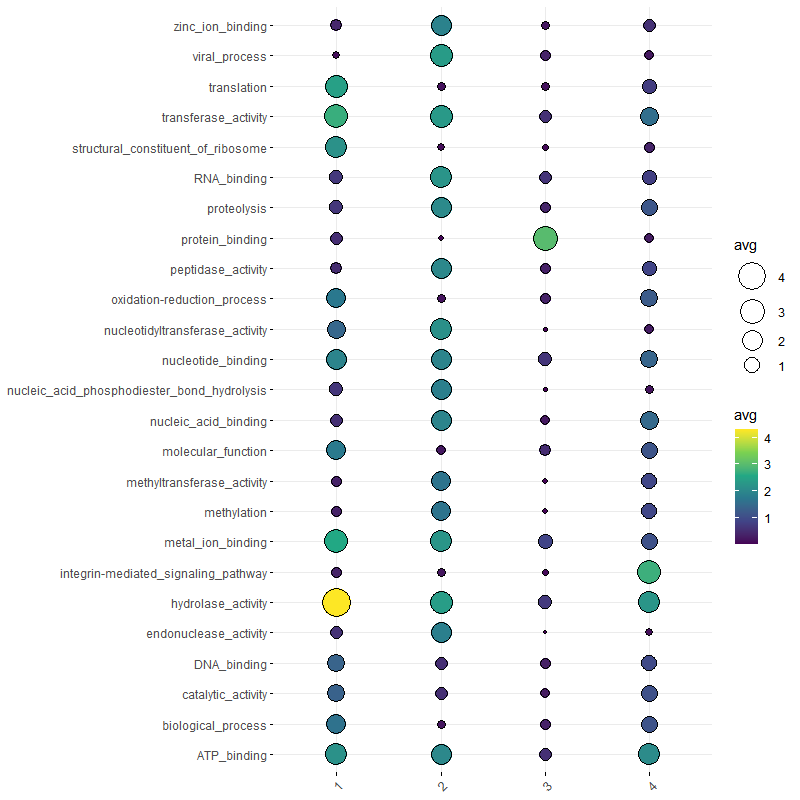 zinc_ion_binding
viral_process
translation
transferase_activity
structural_constituent_of_ribosome
RNA_binding
proteolysis
protein_binding
peptidase_activity
oxidation-reduction_process
nucleotidyltransferase_activity
nucleotide_binding
nucleic_acid_phosphodiester_bond_hydrolysis
nucleic_acid_binding
molecular_function
methyltransferase_activity
methylation
metal_ion_binding
integrin-mediated_signaling_pathway
hydrolase_activity
endonuclease_activity
DNA_binding
catalytic_activity
biological_process
ATP_binding
1 2 3 4
avg
4
3
2
1
avg
4
3
2
1